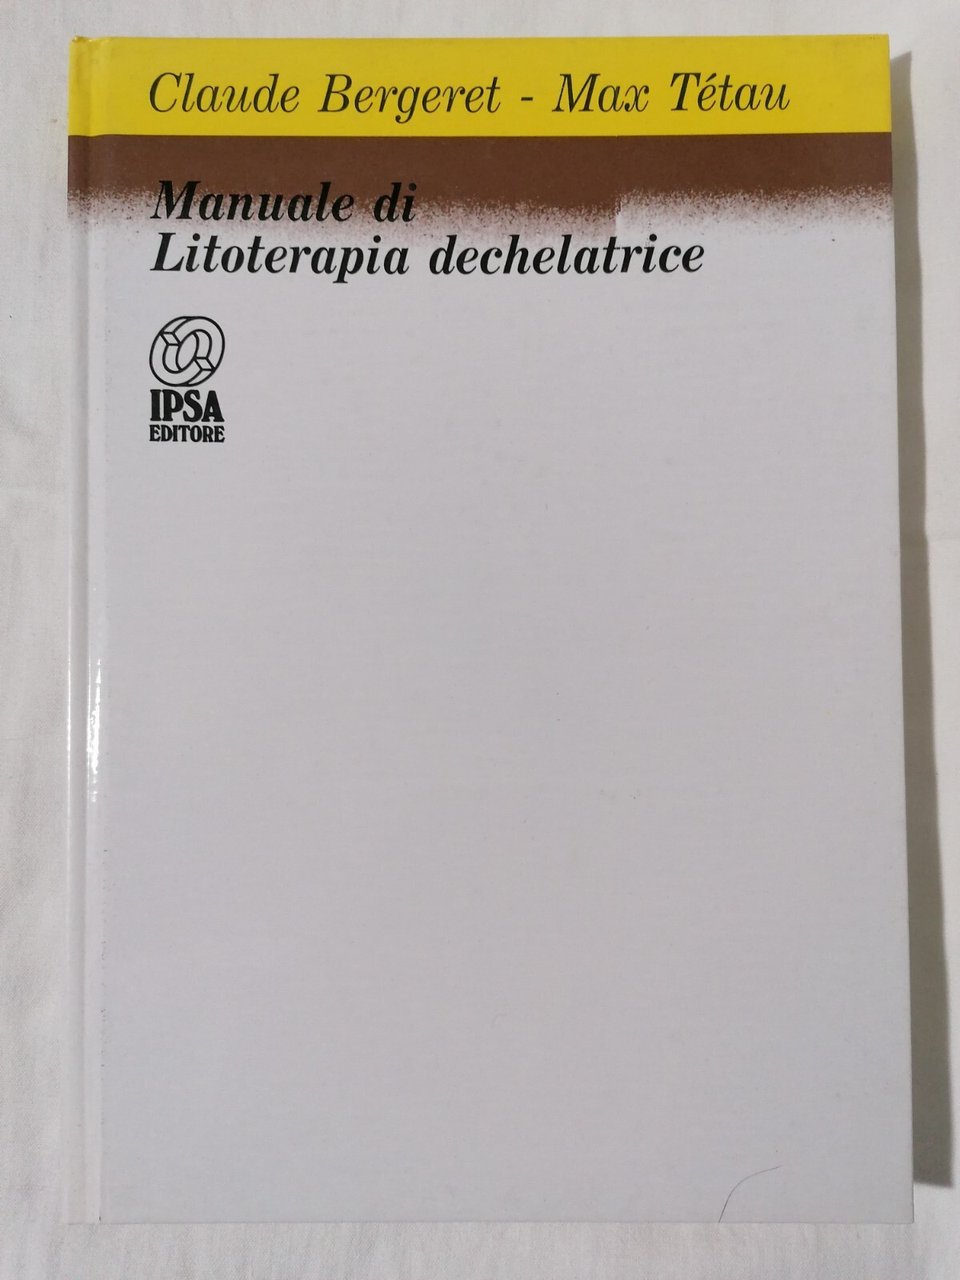 Claude Bergeret - Max Tétau
Manuale di
Litoterapia dechelatrice
IPSA
EDITORE